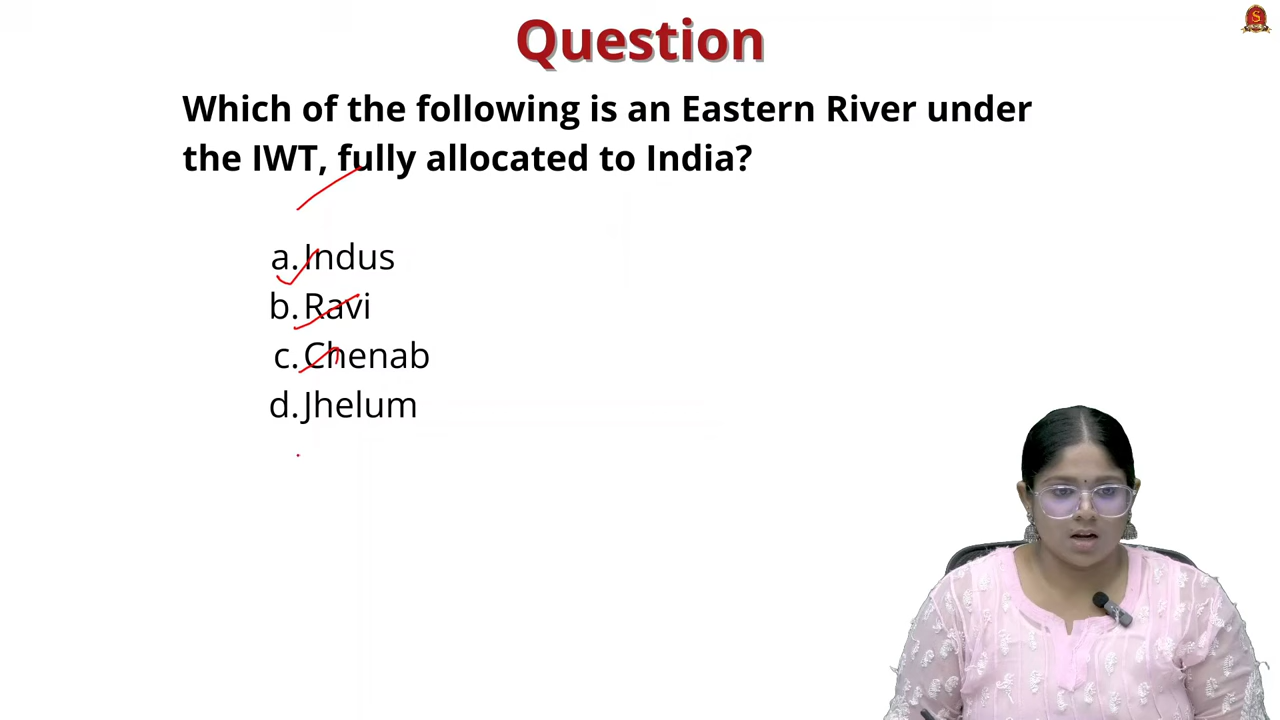 Question
Which of the following is an Eastern River under
the IWT, fully allocated to India?
a. Indus
b. Ravi
c. Chenab
d. Jhelum
S